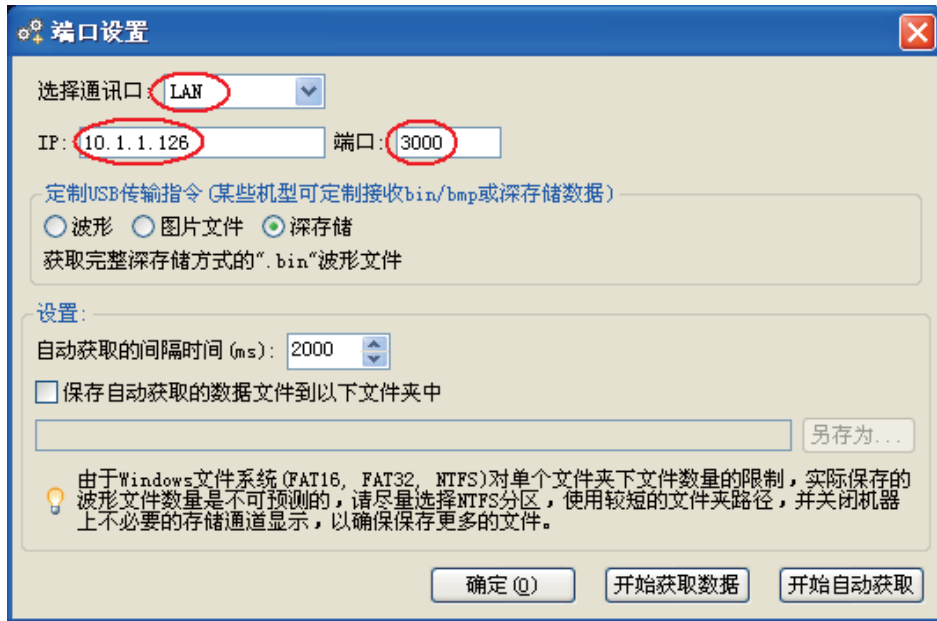 端口设置
选择通讯口: LAN
IP: 10.1.1.126 端口: 3000
定制USB传输指令(某些机型可定制接收bin/bmp或深存储数据)
波形 图片文件 深存储
获取完整深存储方式的".bin"波形文件
设置:
自动获取的间隔时间(ms): 2000
保存自动获取的数据文件到以下文件夹中
另存为...
由于Windows文件系统(FAT16, FAT32, NTFS)对单个文件夹下文件数量的限制，实际保存的
波形文件数量是不可预测的，请尽量选择NTFS分区，使用较短的文件夹路径，并关闭机器
上不必要的存储通道显示，以确保保存更多的文件。
确定(O) 开始获取数据 开始自动获取